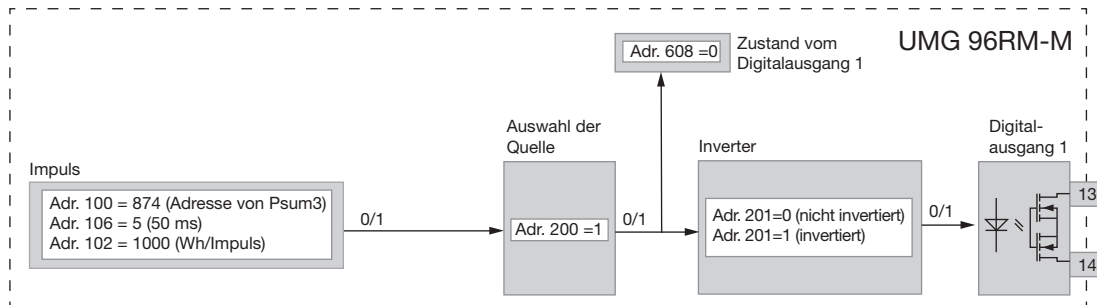 UMG 96RM-M
Adr. 608 =0
Zustand vom
Digitalausgang 1
Impuls
Adr. 100 = 874 (Adresse von Psum3)
Adr. 106 = 5 (50 ms)
Adr. 102 = 1000 (Wh/Impuls)
0/1
Auswahl der
Quelle
Adr. 200 =1
0/1
Inverter
Adr. 201=0 (nicht invertiert)
Adr. 201=1 (invertiert)
0/1
Digital-
ausgang 1
13
14